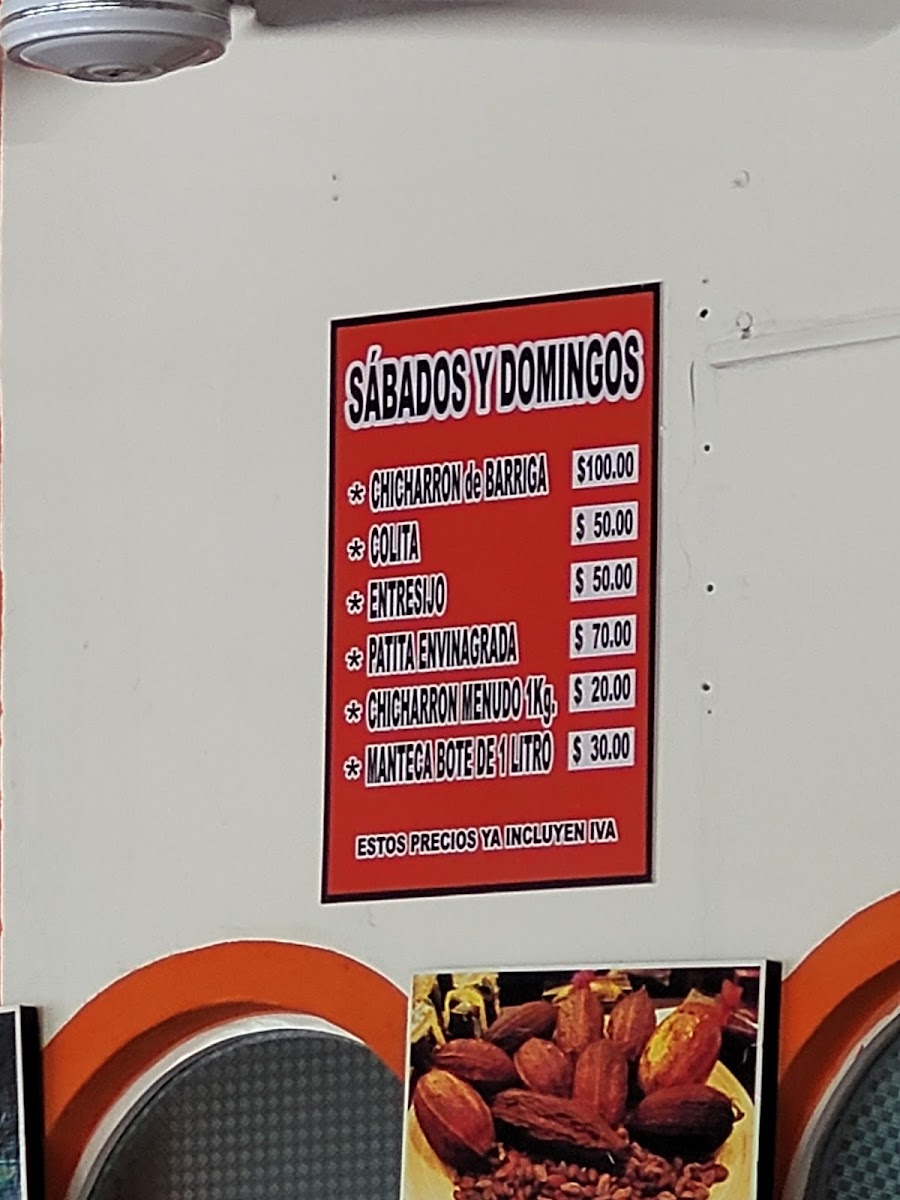 SÁBADOS Y DOMINGOS
* CHICHARRON de BARRIGA $100.00
* COLITA $ 50.00
* ENTRESIJO $ 50.00
* PATITA ENVINAGRADA $ 70.00
* CHICHARRON MENUDO 1Kg. $ 20.00
* MANTECA BOTE DE 1 LITRO $ 30.00
ESTOS PRECIOS YA INCLUYEN IVA